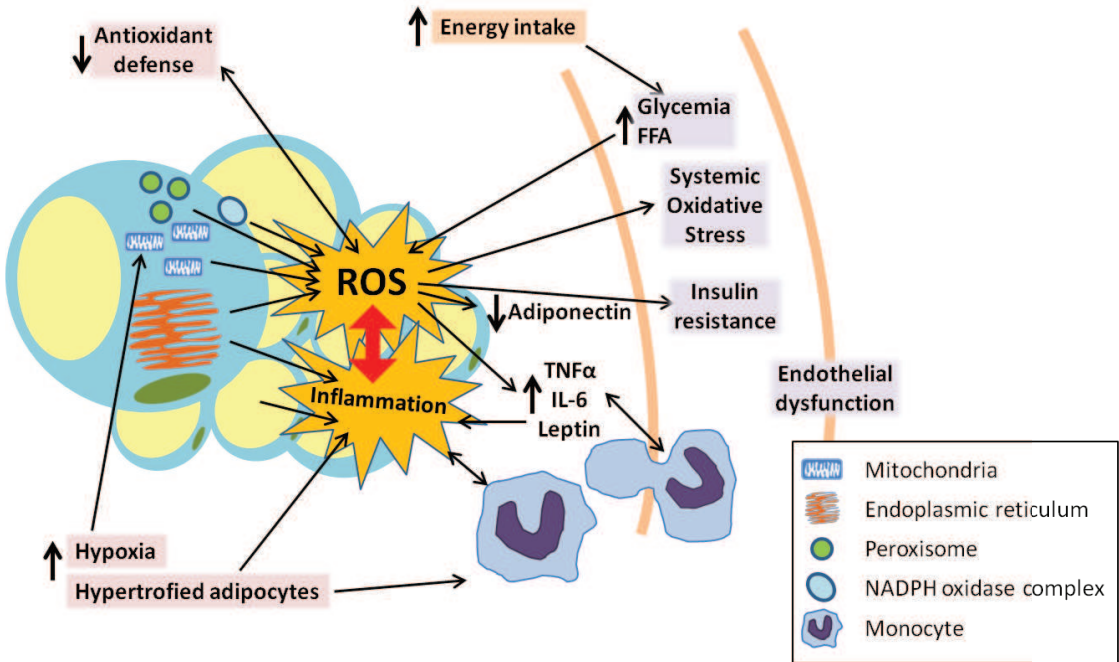 Antioxidant
defense
Energy intake
Glycemia
FFA
Systemic
Oxidative
Stress
ROS
Insulin
resistance
Adiponectin
TNFα
IL-6
Leptin
Inflammation
Endothelial
dysfunction
Hypoxia
Hypertrofied adipocytes
Mitochondria
Endoplasmic reticulum
Peroxisome
NADPH oxidase complex
Monocyte